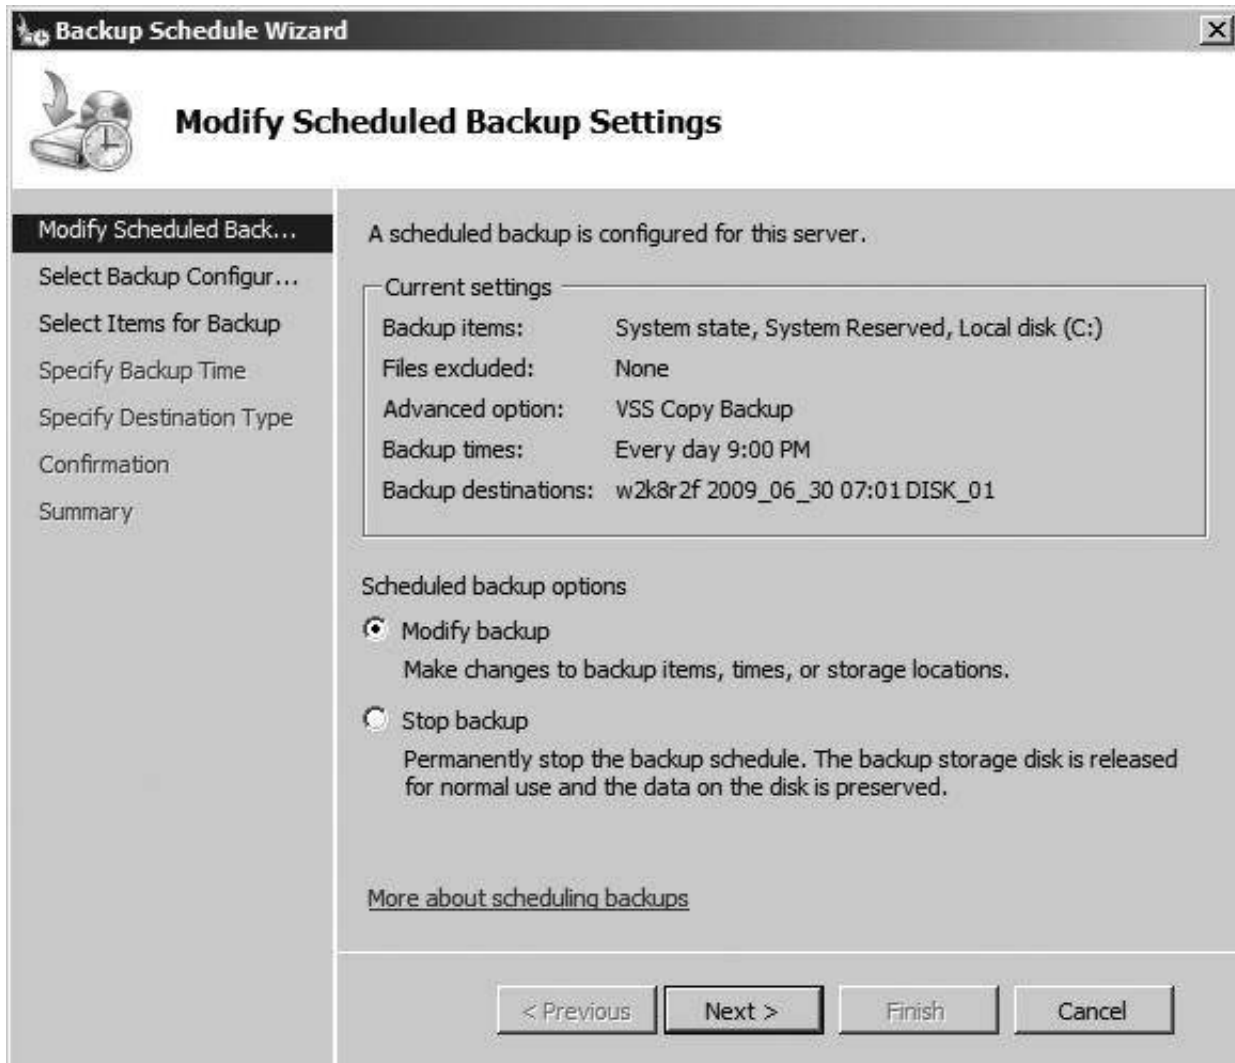 Backup Schedule Wizard
Modify Scheduled Backup Settings
Modify Scheduled Back...
Select Backup Configur...
Select Items for Backup
Specify Backup Time
Specify Destination Type
Confirmation
Summary
A scheduled backup is configured for this server.
Current settings
Backup items: System state, System Reserved, Local disk (C:)
Files excluded: None
Advanced option: VSS Copy Backup
Backup times: Every day 9:00 PM
Backup destinations: w2k8r2f 2009_06_30 07:01 DISK_01
Scheduled backup options
Modify backup
Make changes to backup items, times, or storage locations.
Stop backup
Permanently stop the backup schedule. The backup storage disk is released
for normal use and the data on the disk is preserved.
More about scheduling backups
< Previous
Next >
Finish
Cancel